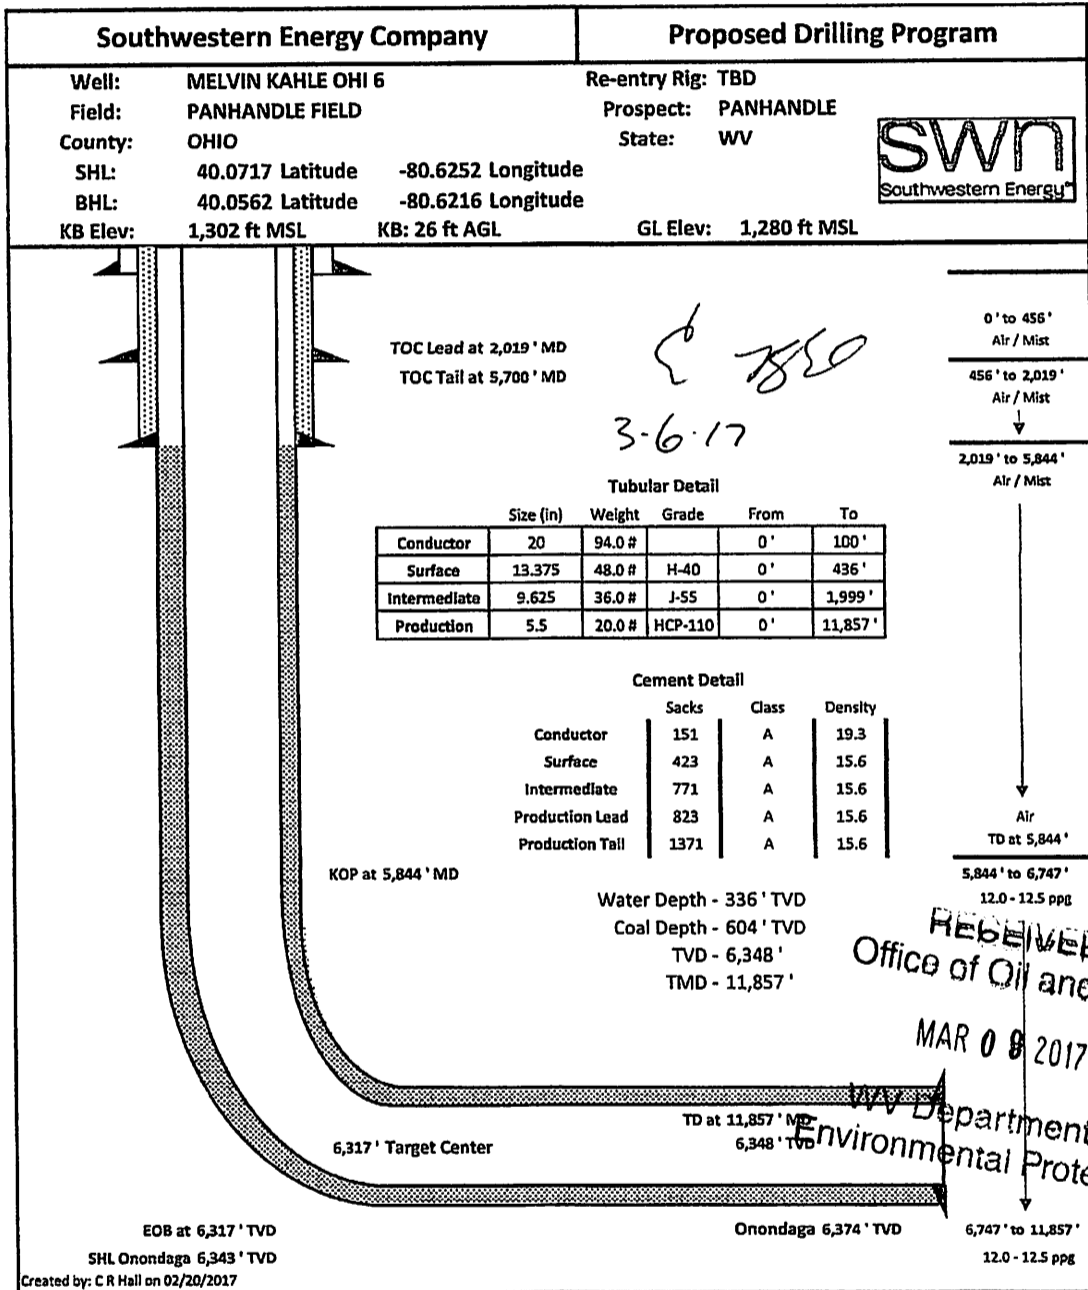 Southwestern Energy Company Proposed Drilling Program
Well: MELVIN KAHLE OHI 6 Re-entry Rig: TBD
Field: PANHANDLE FIELD Prospect: PANHANDLE
County: OHIO State: WV
SHL: 40.0717 Latitude -80.6252 Longitude
BHL: 40.0562 Latitude -80.6216 Longitude
KB Elev: 1,302 ft MSL KB: 26 ft AGL GL Elev: 1,280 ft MSL
swn
Southwestern Energy
0 ' to 456 '
Air / Mist
TOC Lead at 2,019 ' MD
TOC Tail at 5,700 ' MD
456 ' to 2,019 '
Air / Mist
3-6-17
2,019 ' to 5,844 '
Air / Mist
Tubular Detail
Size (in) Weight Grade From To
Conductor 20 94.0 # 0 ' 100 '
Surface 13.375 48.0 # H-40 0 ' 436 '
Intermediate 9.625 36.0 # J-55 0 ' 1,999 '
Production 5.5 20.0 # HCP-110 0 ' 11,857 '
Cement Detail
Sacks Class Density
Conductor 151 A 19.3
Surface 423 A 15.6
Intermediate 771 A 15.6
Production Lead 823 A 15.6
Production Tail 1371 A 15.6
Air
TD at 5,844 '
KOP at 5,844 ' MD
5,844 ' to 6,747 '
12.0 - 12.5 ppg
Water Depth - 336 ' TVD
Coal Depth - 604 ' TVD
TVD - 6,348 '
TMD - 11,857 '
RECEIVE
Office of Oil and
MAR 09 2017
WV Department
Environmental Prote
TD at 11,857 ' MD
6,348 ' TVD
6,317 ' Target Center
EOB at 6,317 ' TVD
SHL Onondaga 6,343 ' TVD
Onondaga 6,374 ' TVD
6,747 ' to 11,857 '
12.0 - 12.5 ppg
Created by: C R Hall on 02/20/2017